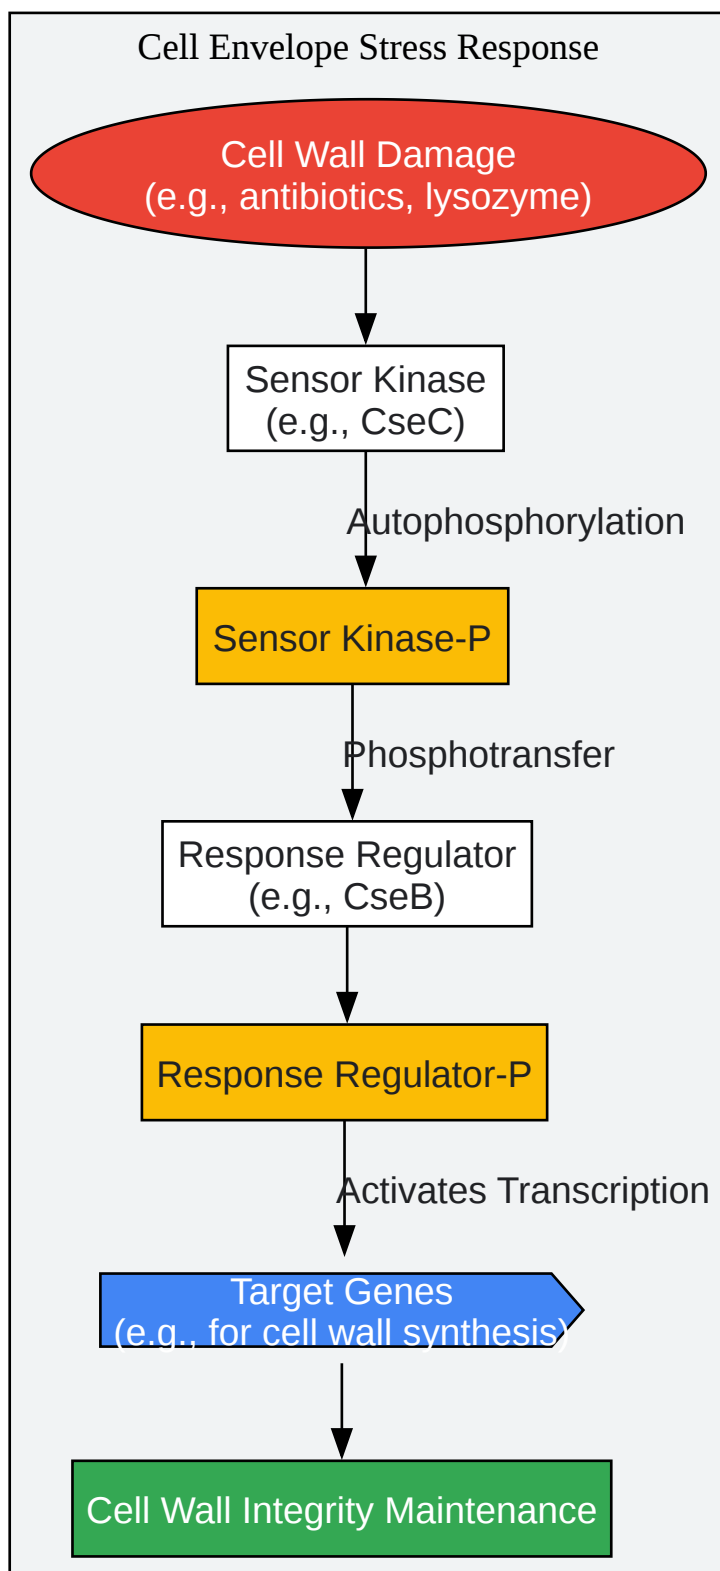 Cell Envelope Stress Response
Cell Wall Damage
(e.g., antibiotics, lysozyme)
Sensor Kinase
(e.g., CseC)
Autophosphorylation
Sensor Kinase-P
Phosphotransfer
Response Regulator
(e.g., CseB)
Response Regulator-P
Activates Transcription
Target Genes
(e.g., for cell wall synthesis)
Cell Wall Integrity Maintenance